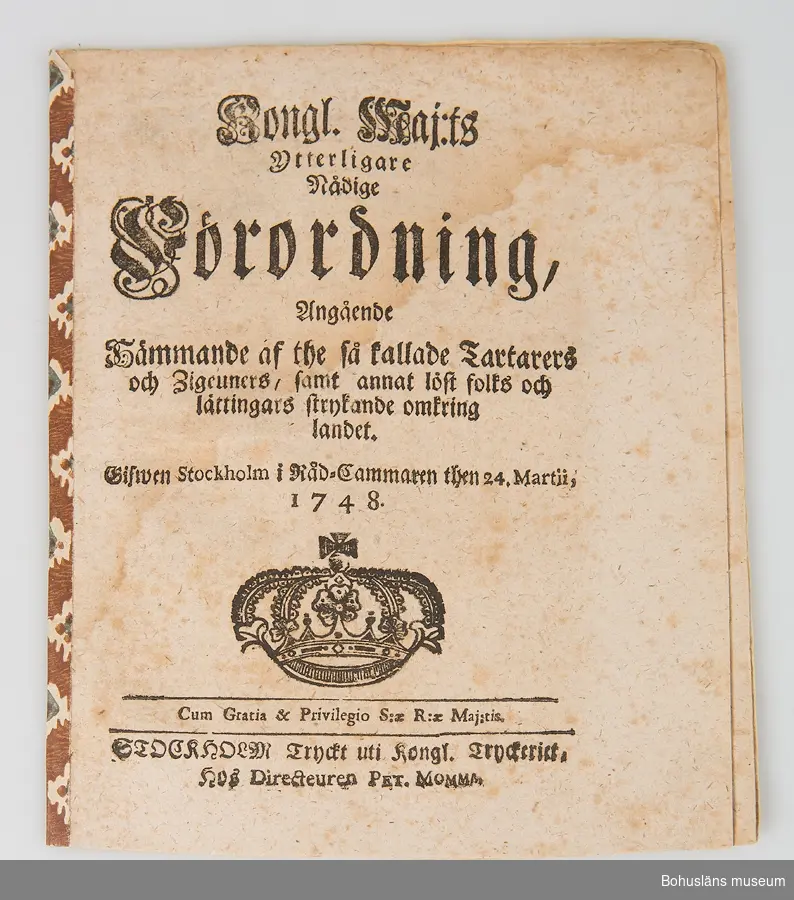 Kongl. Maj:ts
Ytterligare
Nådige
Förordning,
Angående
Hämmande af the så kallade Tartarers
och Zigeuners, samt annat löst folks och
lättingars strykande omkring
landet.
Gifwen Stockholm i Råd-Cammaren then 24. Martii,
1748.
Cum Gratia & Privilegio S:æ R:æ Maj:tis.
STOCKHOLM Tryckt uti Kongl. Tryckeriet,
Hos Directeuren PET. MOMMA.
Bohusläns museum